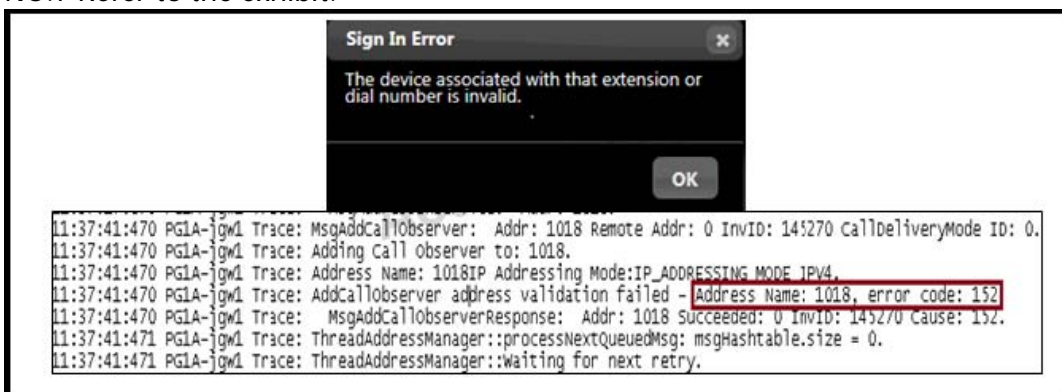 Sign In Error
The device associated with that extension or
dial number is invalid.
OK
11:37:41:470 PG1A-jgw1 Trace: MsgAddCallObserver: Addr: 1018 Remote Addr: 0 InvID: 145270 CallDeliveryMode ID: 0.
11:37:41:470 PG1A-jgw1 Trace: Adding Call Observer to: 1018.
11:37:41:470 PG1A-jgw1 Trace: Address Name: 1018IP Addressing Mode:IP_ADDRESSING_MODE_IPV4.
11:37:41:470 PG1A-jgw1 Trace: AddCallObserver address validation failed - Address Name: 1018, error code: 152
11:37:41:470 PG1A-jgw1 Trace: MsgAddCallObserverResponse: Addr: 1018 Succeeded: 0 InvID: 145270 Cause: 152.
11:37:41:471 PG1A-jgw1 Trace: ThreadAddressManager::processNextQueuedMsg: msgHashtable.size = 0.
11:37:41:471 PG1A-jgw1 Trace: ThreadAddressManager::Waiting for next retry.